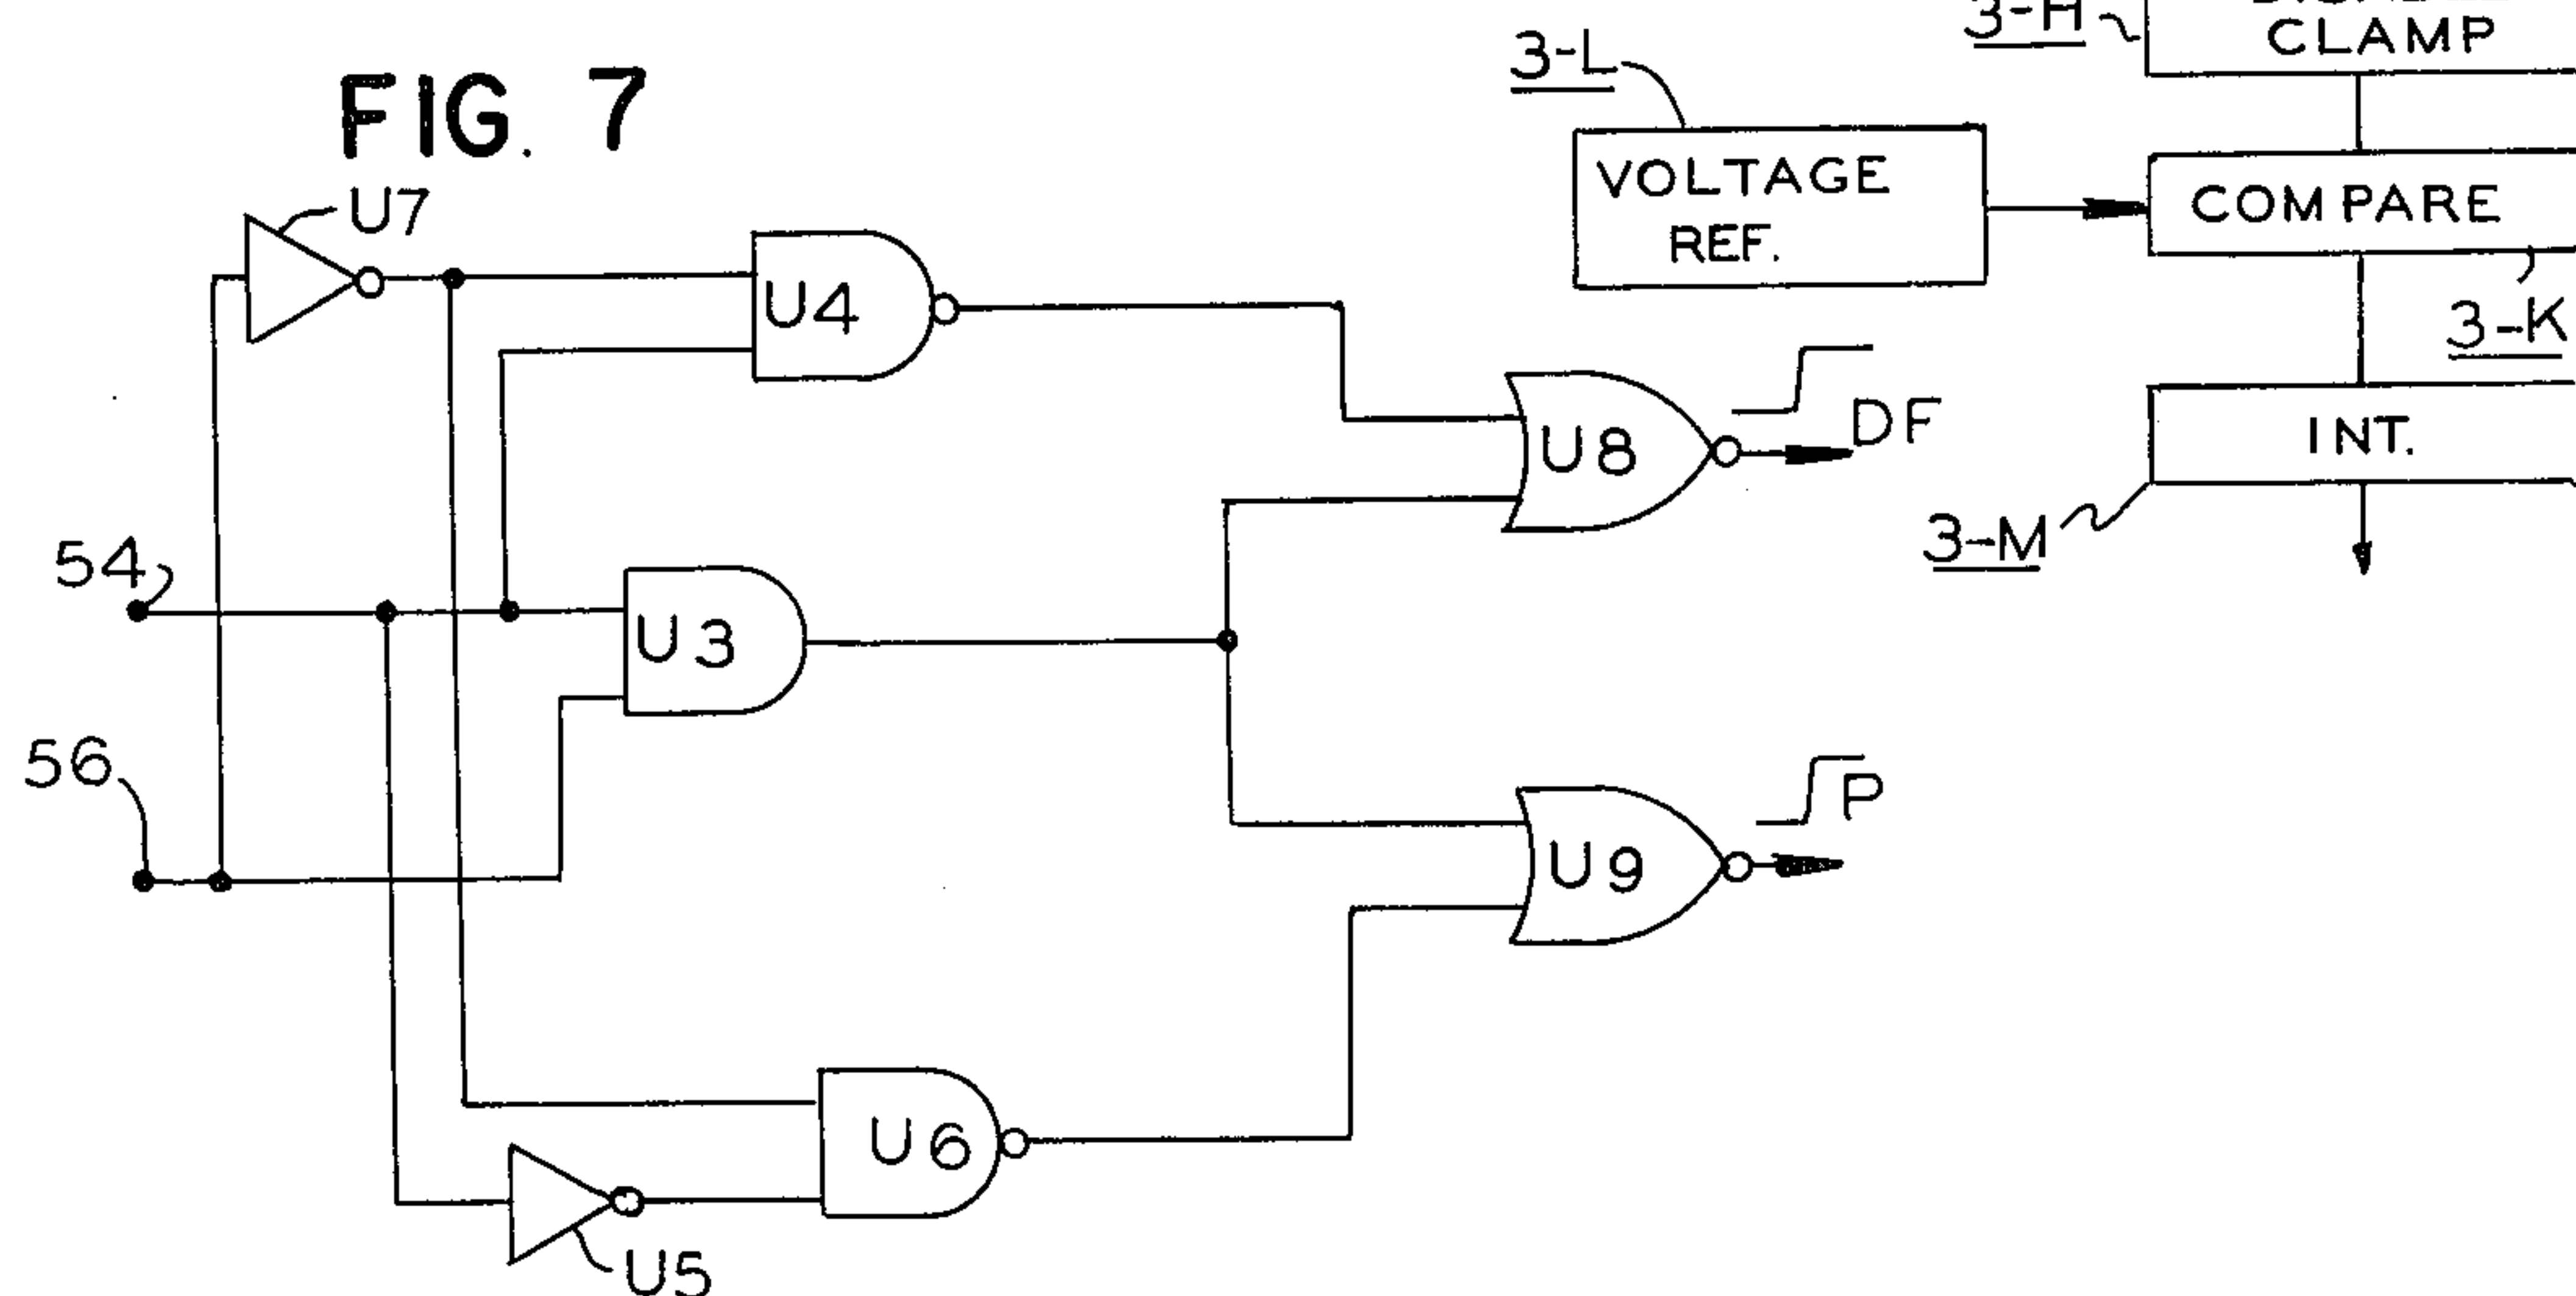 FIG. 7
U7
U4
54
U3
56
U8
DF
U9
P
U6
U5
3-H
CLAMP
3-L
VOLTAGE
REF.
COMPARE
3-K
INT.
3-M